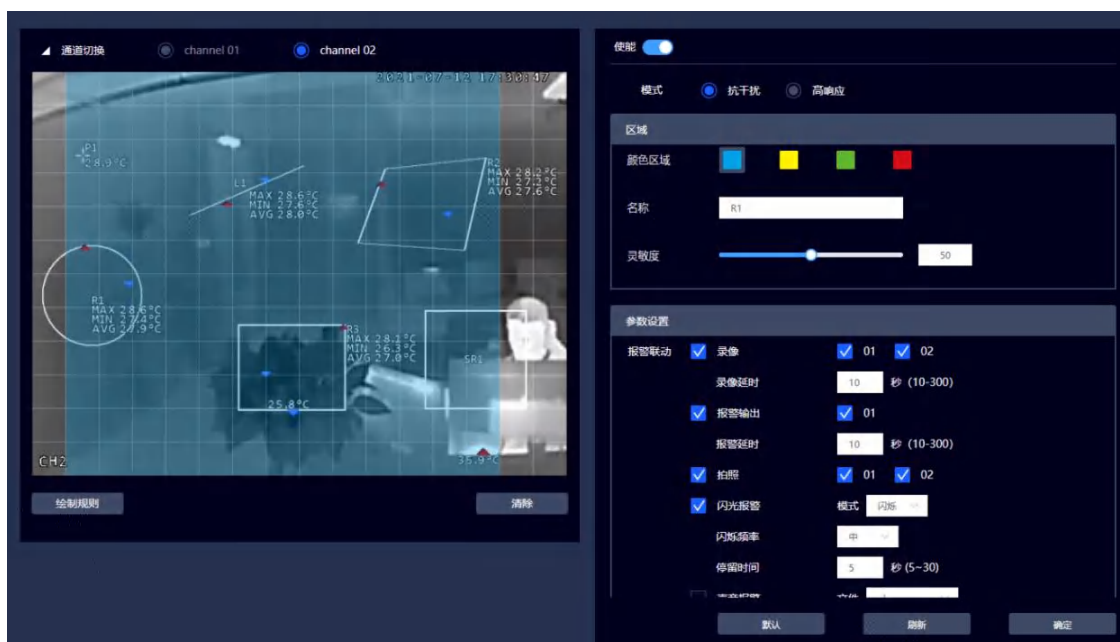 通道切换 channel 01 channel 02
2021-07-12 17:30:47
P1
28.9°C
L1
MAX 28.6°C
MIN 27.6°C
AVG 28.0°C
R2
MAX 28.2°C
MIN 27.2°C
AVG 27.6°C
R1
MAX 28.6°C
MIN 27.4°C
AVG 27.9°C
R3
MAX 28.1°C
MIN 26.3°C
AVG 27.0°C
SR1
25.8°C
CH2
35.9°C
绘制规则 清除
使能
模式 抗干扰 高响应
区域
颜色区域
名称 R1
灵敏度 50
参数设置
报警联动 录像 01 02
录像延时 10 秒 (10-300)
报警输出 01
报警延时 10 秒 (10-300)
拍照 01 02
闪光报警 模式 闪烁
闪烁频率 中
停留时间 5 秒 (5~30)
声音报警 文件
默认 刷新 确定